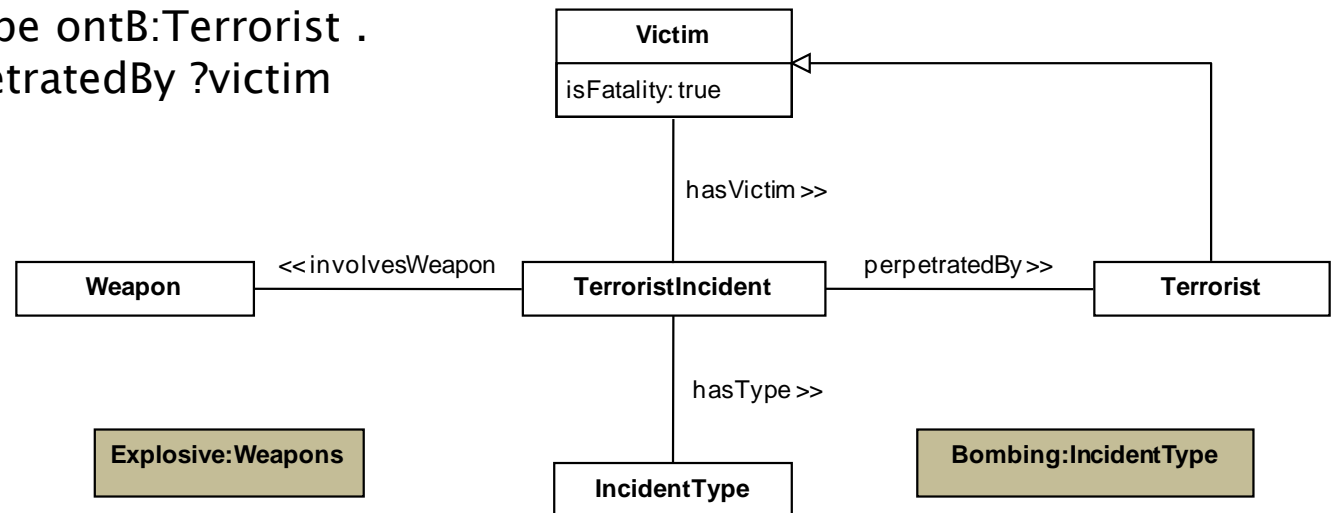 pe ontB:Terrorist .
etratedBy ?victim
Victim
isFatality: true
hasVictim >>
Weapon
<< involvesWeapon
TerroristIncident
perpetratedBy >>
Terrorist
hasType >>
Explosive:Weapons
Bombing:IncidentType
IncidentType